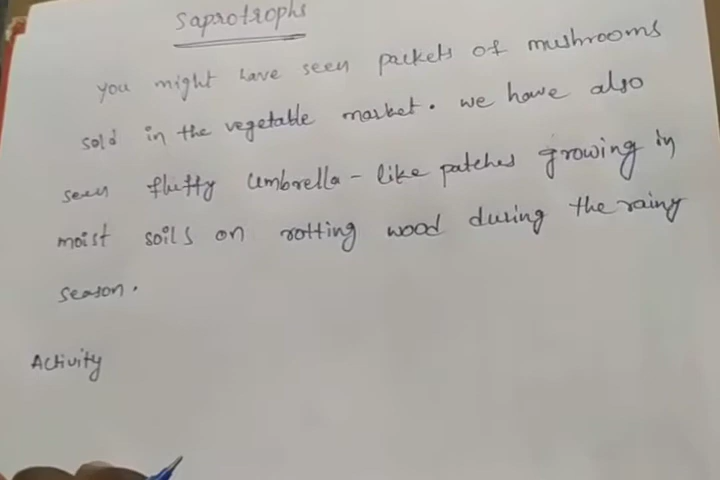 Saprotrophs
you might have seen packets of mushrooms
sold in the vegetable market. we have also
seen fluffy umbrella-like patches growing in
moist soils on rotting wood during the rainy
season.
Activity